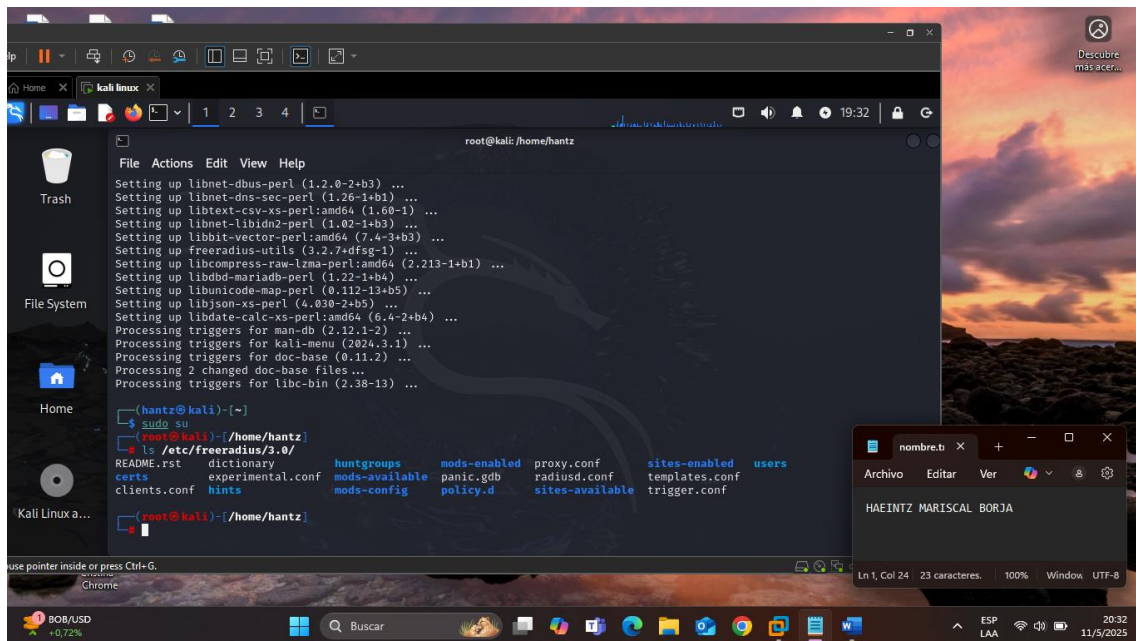 Descubre
más acer...
Home
kali linux
1 2 3 4
19:32
root@kali: /home/hantz
File Actions Edit View Help
Setting up libnet-dbus-perl (1.2.0-2+b3) ...
Setting up libnet-dns-sec-perl (1.26-1+b1) ...
Setting up libtext-csv-xs-perl:amd64 (1.60-1) ...
Setting up libnet-libidn2-perl (1.02-1+b3) ...
Setting up libbit-vector-perl:amd64 (7.4-3+b3) ...
Setting up freeradius-utils (3.2.7+dfsg-1) ...
Setting up libcompress-raw-lzma-perl:amd64 (2.213-1+b1) ...
Setting up libdbd-mariadb-perl (1.22-1+b4) ...
Setting up libunicode-map-perl (0.112-13+b5) ...
Setting up libjson-xs-perl (4.030-2+b5) ...
Setting up libdate-calc-xs-perl:amd64 (6.4-2+b4) ...
Processing triggers for man-db (2.12.1-2) ...
Processing triggers for kali-menu (2024.3.1) ...
Processing triggers for doc-base (0.11.2) ...
Processing 2 changed doc-base files...
Processing triggers for libc-bin (2.38-13) ...
(hantz㉿kali)-[~]
$ sudo su
(root㉿kali)-[/home/hantz]
# ls /etc/freeradius/3.0/
README.rst dictionary huntgroups mods-enabled proxy.conf sites-enabled users
certs experimental.conf mods-available panic.gdb radiusd.conf templates.conf
clients.conf hints mods-config policy.d sites-available trigger.conf
(root㉿kali)-[/home/hantz]
#
Trash
File System
Home
Kali Linux a...
nombre.t
Archivo Editar Ver
HAEINTZ MARISCAL BORJA
Ln 1, Col 24 23 caracteres. 100% Window UTF-8
ouse pointer inside or press Ctrl+G.
Chrome
1
BOB/USD
+0,72%
Buscar
ESP
LAA
20:32
11/5/2025